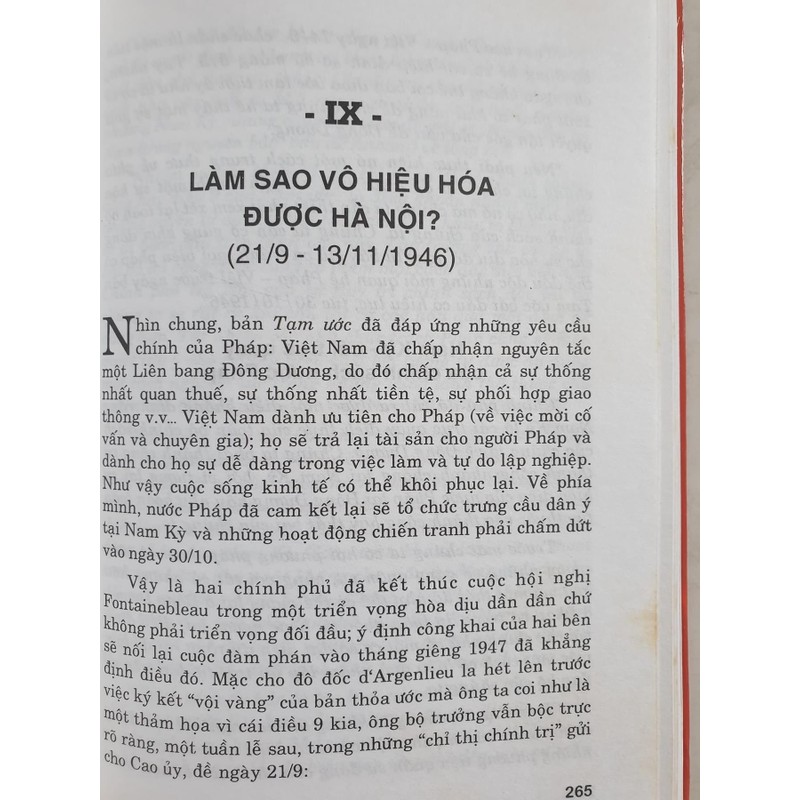 - IX -
LÀM SAO VÔ HIỆU HÓA
ĐƯỢC HÀ NỘI?
(21/9 - 13/11/1946)
Nhìn chung, bản Tạm ước đã đáp ứng những yêu cầu
chính của Pháp: Việt Nam đã chấp nhận nguyên tắc
một Liên bang Đông Dương, do đó chấp nhận cả sự thống
nhất quan thuế, sự thống nhất tiền tệ, sự phối hợp giao
thông v.v... Việt Nam dành ưu tiên cho Pháp (về việc mời cố
vấn và chuyên gia); họ sẽ trả lại tài sản cho người Pháp và
dành cho họ sự dễ dàng trong việc làm và tự do lập nghiệp.
Như vậy cuộc sống kinh tế có thể khôi phục lại. Về phía
mình, nước Pháp đã cam kết lại sẽ tổ chức trưng cầu dân ý
tại Nam Kỳ và những hoạt động chiến tranh phải chấm dứt
vào ngày 30/10.
Vậy là hai chính phủ đã kết thúc cuộc hội nghị
Fontainebleau trong một triển vọng hòa dịu dần dần chứ
không phải triển vọng đối đầu; ý định công khai của hai bên
sẽ nối lại cuộc đàm phán vào tháng giêng 1947 đã khẳng
định điều đó. Mặc cho đô đốc d'Argenlieu la hét lên trước
việc ký kết "vội vàng" của bản thỏa ước mà ông ta coi như là
một thảm họa vì cái điều 9 kia, ông bộ trưởng vẫn bộc trực
rõ ràng, một tuần lễ sau, trong những "chỉ thị chính trị" gửi
cho Cao ủy, đề ngày 21/9:
265